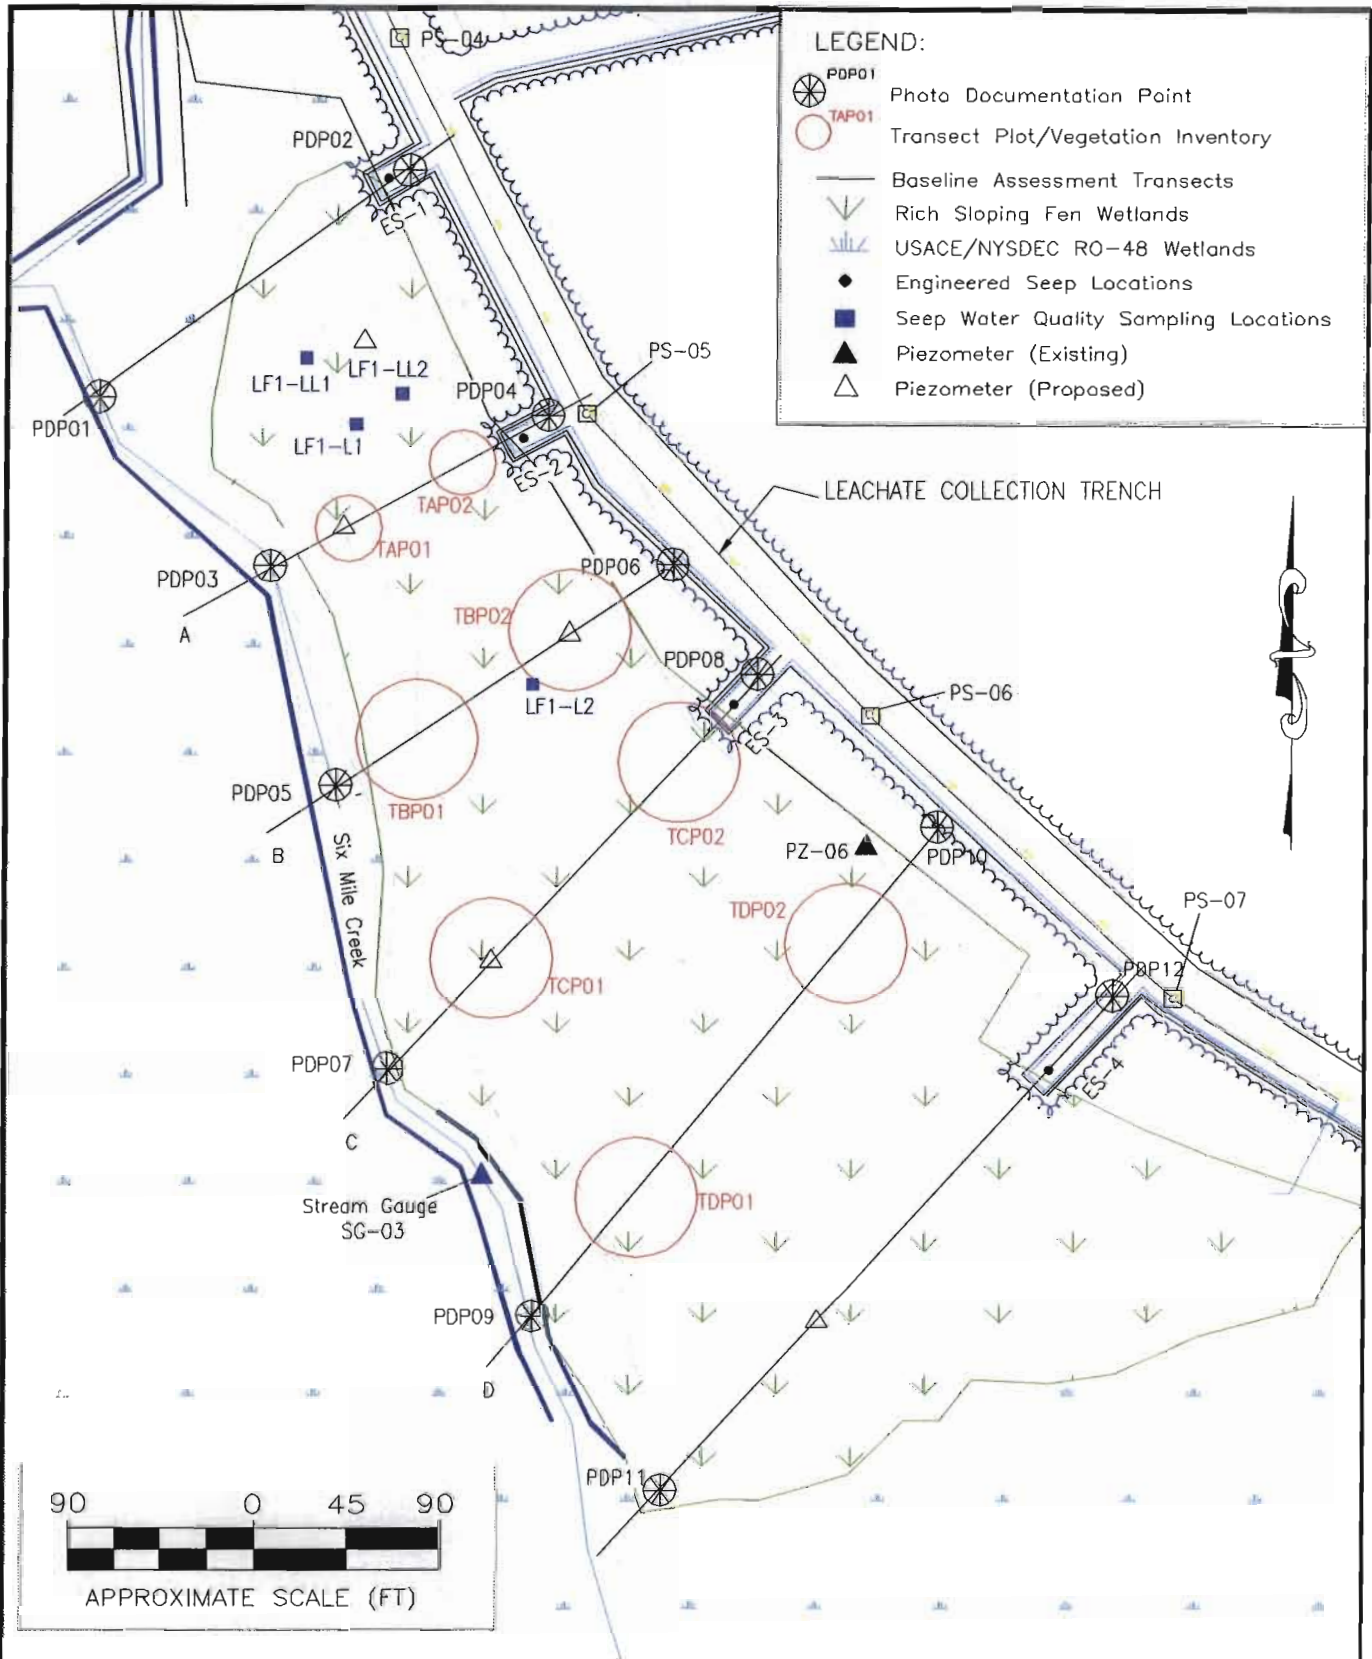 PS-04
LEGEND:
PDP01
Photo Documentation Point
TAP01
Transect Plot/Vegetation Inventory
Baseline Assessment Transects
Rich Sloping Fen Wetlands
USACE/NYSDEC RO-48 Wetlands
Engineered Seep Locations
Seep Water Quality Sampling Locations
Piezometer (Existing)
Piezometer (Proposed)
PDP02
ES-1
PS-05
LF1-LL1
LF1-LL2
PDP04
PDP01
LF1-L1
ES-2
LEACHATE COLLECTION TRENCH
TAP02
TAP01
PDP03
PDP06
A
TBP02
PDP08
PS-06
LF1-L2
ES-3
PDP05
TBP01
TCP02
B
PZ-06
PDP10
Six Mile Creek
TDP02
PS-07
PDP12
TCP01
PDP07
ES-4
C
Stream Gauge
SG-03
TDP01
PDP09
D
PDP11
90 0 45 90
APPROXIMATE SCALE (FT)